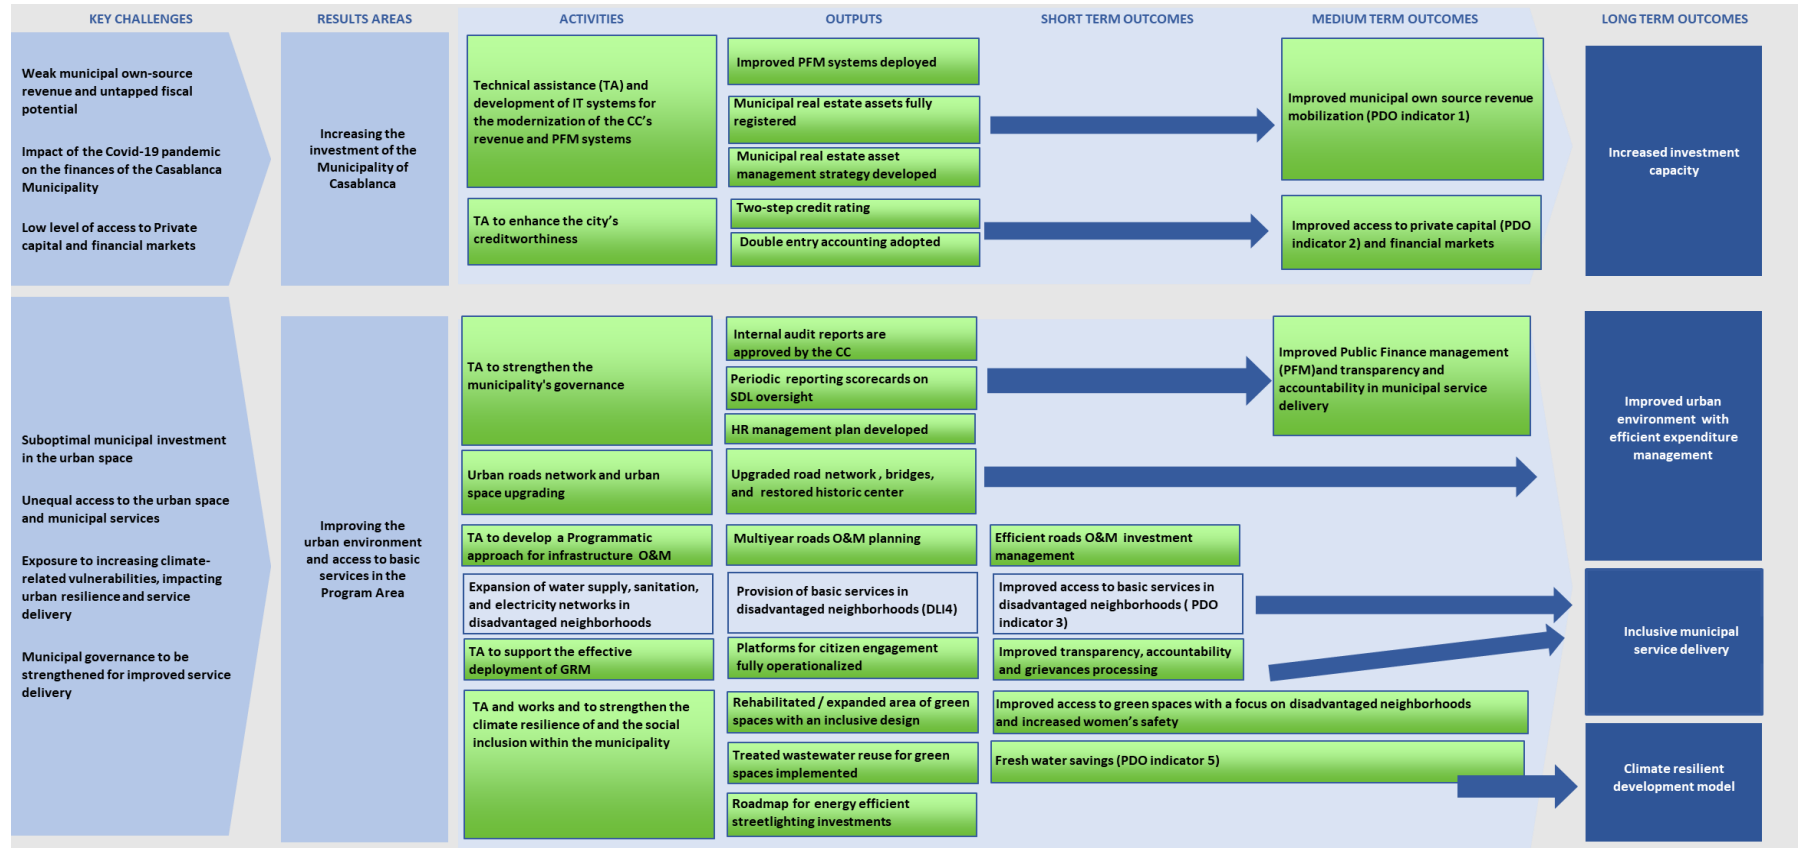 KEY CHALLENGES
RESULTS AREAS
ACTIVITIES
OUTPUTS
SHORT TERM OUTCOMES
MEDIUM TERM OUTCOMES
LONG TERM OUTCOMES
Weak municipal own-source
revenue and untapped fiscal
potential
Impact of the Covid-19 pandemic
on the finances of the Casablanca
Municipality
Low level of access to Private
capital and financial markets
Increasing the
investment of the
Municipality of
Casablanca
Technical assistance (TA) and
development of IT systems for
the modernization of the CC's
revenue and PFM systems
TA to enhance the city's
creditworthiness
Improved PFM systems deployed
Municipal real estate assets fully
registered
Municipal real estate asset
management strategy developed
Two-step credit rating
Double entry accounting adopted
Improved municipal own source revenue
mobilization (PDO indicator 1)
Improved access to private capital (PDO
indicator 2) and financial markets
Increased investment
capacity
Suboptimal municipal investment
in the urban space
Unequal access to the urban space
and municipal services
Exposure to increasing climate-
related vulnerabilities, impacting
urban resilience and service
delivery
Municipal governance to be
strengthened for improved service
delivery
Improving the
urban environment
and access to basic
services in the
Program Area
TA to strengthen the
municipality's governance
Urban roads network and urban
space upgrading
TA to develop a Programmatic
approach for infrastructure O&M
Expansion of water supply, sanitation,
and electricity networks in
disadvantaged neighborhoods
TA to support the effective
deployment of GRM
TA and works and to strengthen the
climate resilience of and the social
inclusion within the municipality
Internal audit reports are
approved by the CC
Periodic reporting scorecards on
SDL oversight
HR management plan developed
Upgraded road network , bridges,
and restored historic center
Multiyear roads O&M planning
Provision of basic services in
disadvantaged neighborhoods (DLI4)
Platforms for citizen engagement
fully operationalized
Rehabilitated / expanded area of green
spaces with an inclusive design
Treated wastewater reuse for green
spaces implemented
Roadmap for energy efficient
streetlighting investments
Efficient roads O&M investment
management
Improved access to basic services in
disadvantaged neighborhoods ( PDO
indicator 3)
Improved transparency, accountability
and grievances processing
Improved access to green spaces with a focus on disadvantaged neighborhoods
and increased women's safety
Fresh water savings (PDO indicator 5)
Improved Public Finance management
(PFM)and transparency and
accountability in municipal service
delivery
Improved urban
environment with
efficient expenditure
management
Inclusive municipal
service delivery
Climate resilient
development model